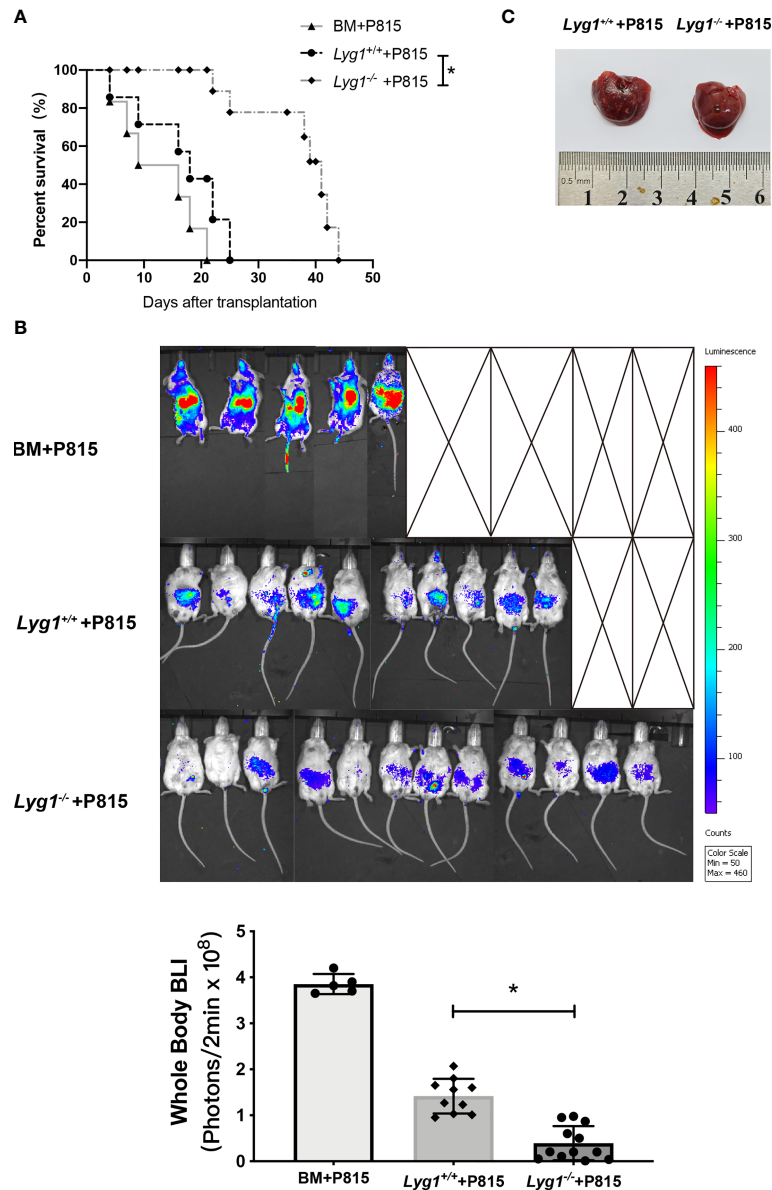 A
BM+P815
Lyg1+/++P815
Lyg1-/- +P815
*
Percent survival (%)
100
80
60
40
20
0
0 10 20 30 40 50
Days after transplantation
C
Lyg1+/++P815 Lyg1-/-+P815
0.5 mm
1 2 3 4 5 6
B
BM+P815
Lyg1+/++P815
Lyg1-/-+P815
Luminescence
400
300
200
100
Counts
Color Scale
Min = 50
Max = 460
Whole Body BLI
(Photons/2min x 108)
5
4
3
2
1
0
*
BM+P815 Lyg1+/++P815 Lyg1-/-+P815